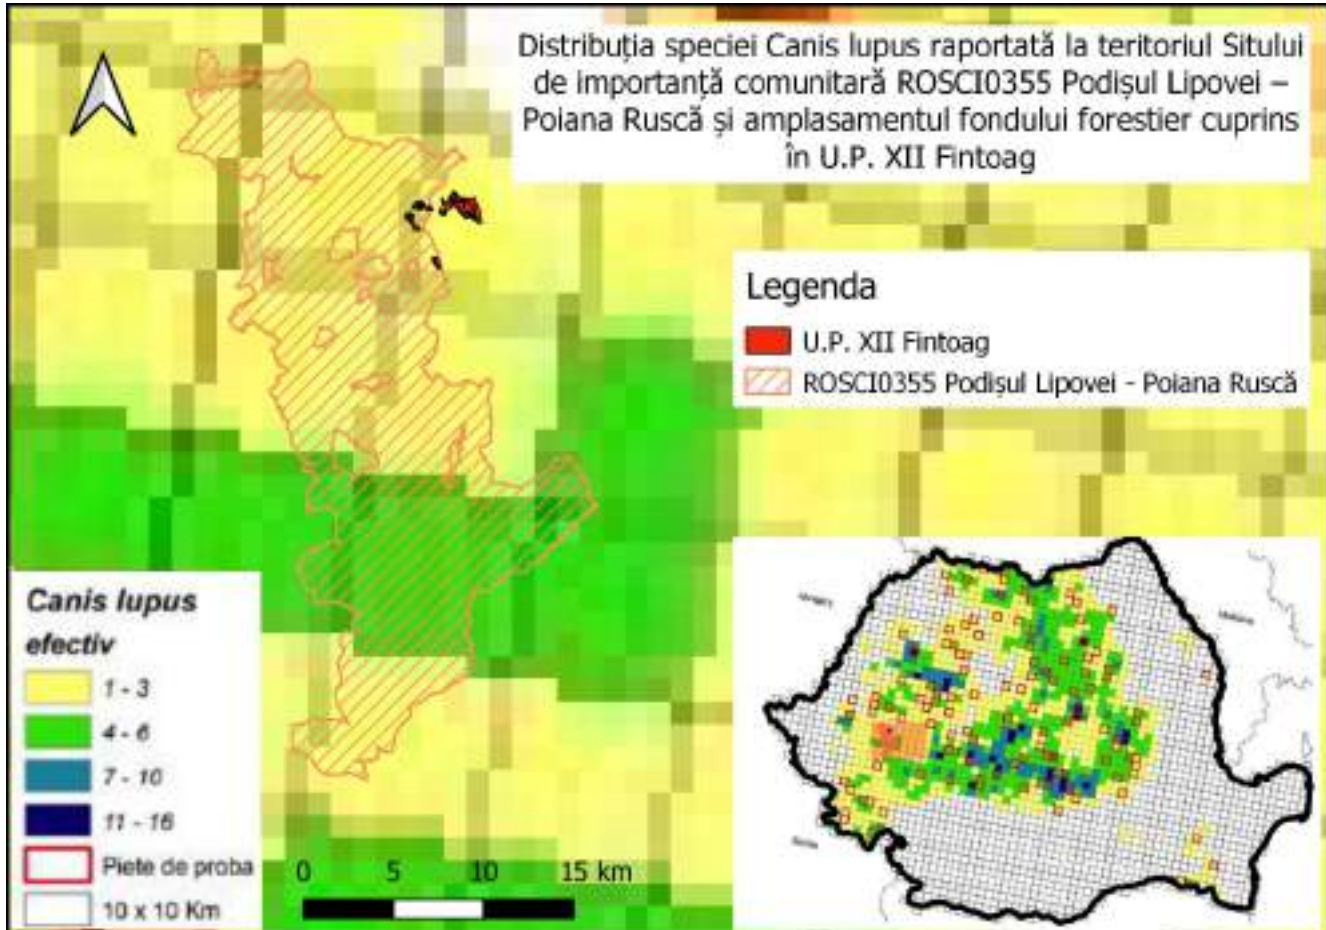 Distribuția speciei Canis lupus raportată la teritoriul Sitului
de importanță comunitară ROSCI0355 Podișul Lipovei –
Poiana Ruscă și amplasamentul fondului forestier cuprins
în U.P. XII Fintoag
Legenda
U.P. XII Fintoag
ROSCI0355 Podișul Lipovei - Poiana Ruscă
Canis lupus
efectiv
1 - 3
4 - 6
7 - 10
11 - 16
Piete de proba
10 x 10 Km
0 5 10 15 km